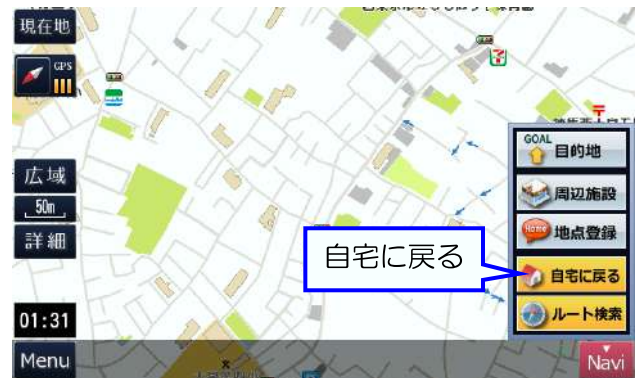 現在地
GPS
広域
50m
詳細
01:31
Menu
7
GOAL
目的地
周辺施設
Home
地点登録
自宅に戻る
自宅に戻る
ルート検索
Navi